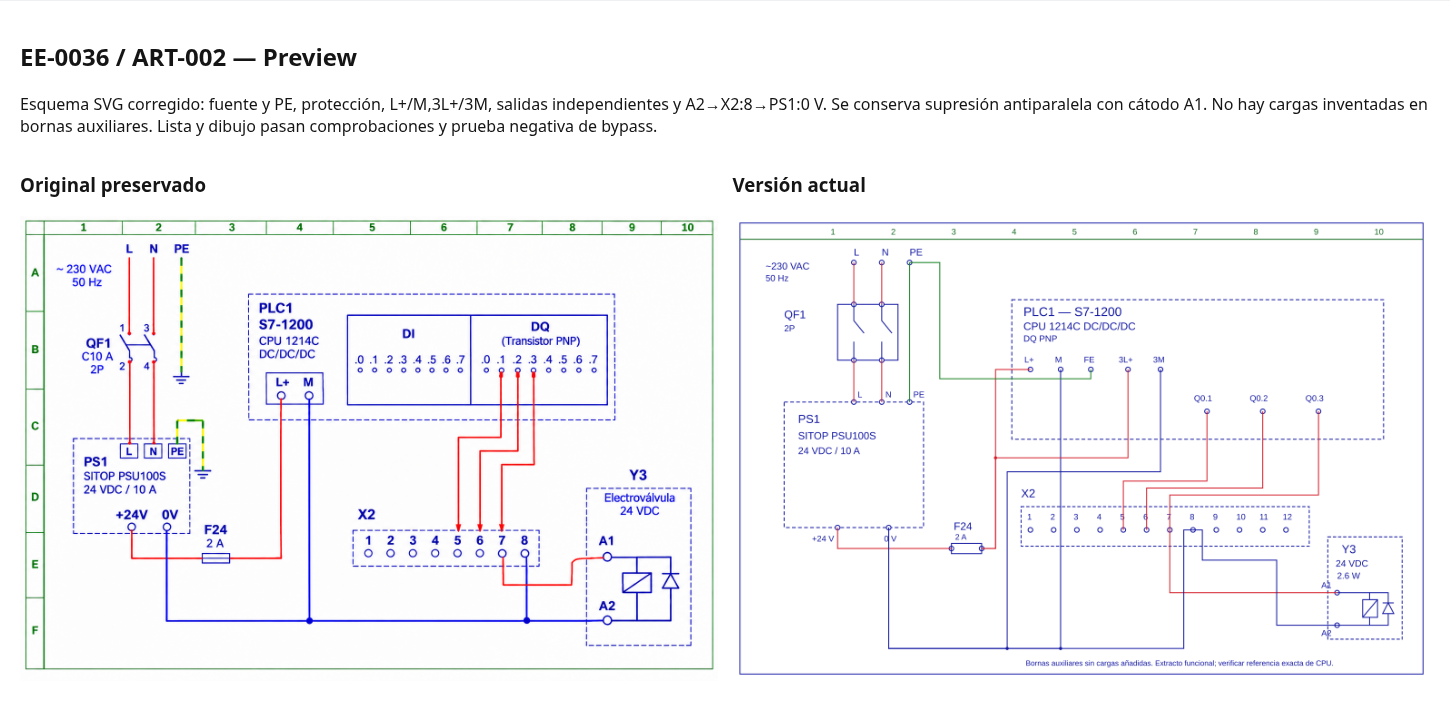 EE-0036 / ART-002 — Preview
Esquema SVG corregido: fuente y PE, protección, L+/M,3L+/3M, salidas independientes y A2→X2:8→PS1:0 V. Se conserva supresión antiparalela con cátodo A1. No hay cargas inventadas en
bornas auxiliares. Lista y dibujo pasan comprobaciones y prueba negativa de bypass.
Original preservado
1 2 3 4 5 6 7 8 9 10
A
B
C
D
E
F
L N PE
~ 230 VAC
50 Hz
1 3
QF1
C10 A
2P
2 4
PLC1
S7-1200
CPU 1214C
DC/DC/DC
L+ M
DI
.0 .1 .2 .3 .4 .5 .6 .7
DQ
(Transistor PNP)
.0 .1 .2 .3 .4 .5 .6 .7
L N PE
PS1
SITOP PSU100S
24 VDC / 10 A
+24V 0V
F24
2 A
X2
1 2 3 4 5 6 7 8
Y3
Electroválvula
24 VDC
A1
A2
Versión actual
1 2 3 4 5 6 7 8 9 10
L N PE
~230 VAC
50 Hz
QF1
2P
PLC1 — S7-1200
CPU 1214C DC/DC/DC
DQ PNP
L+ M FE 3L+ 3M
Q0.1 Q0.2 Q0.3
L N PE
PS1
SITOP PSU100S
24 VDC / 10 A
+24 V 0 V
F24
2 A
X2
1 2 3 4 5 6 7 8 9 10 11 12
Y3
24 VDC
2.6 W
A1
A2
Bornas auxiliares sin cargas añadidas. Extracto funcional; verificar referencia exacta de CPU.